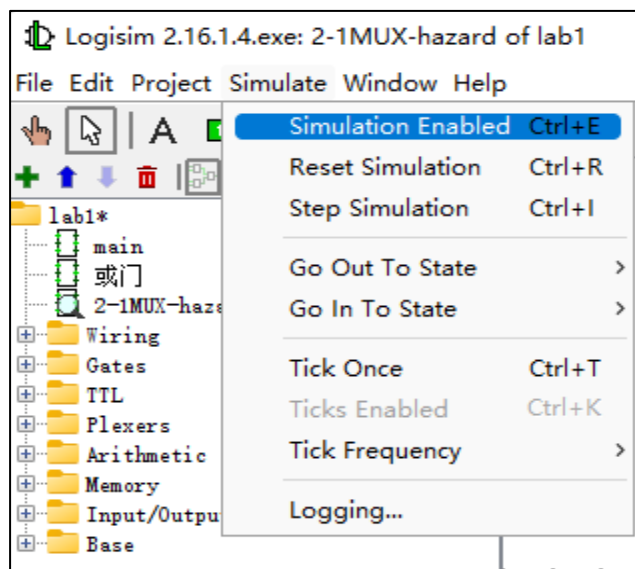 Logisim 2.16.1.4.exe: 2-1MUX-hazard of lab1
File Edit Project Simulate Window Help
A
Simulation Enabled Ctrl+E
Reset Simulation Ctrl+R
Step Simulation Ctrl+I
Go Out To State
Go In To State
Tick Once Ctrl+T
Ticks Enabled Ctrl+K
Tick Frequency
Logging...
lab1*
main
或门
2-1MUX-haza
Wiring
Gates
TTL
Plexers
Arithmetic
Memory
Input/Outpu
Base